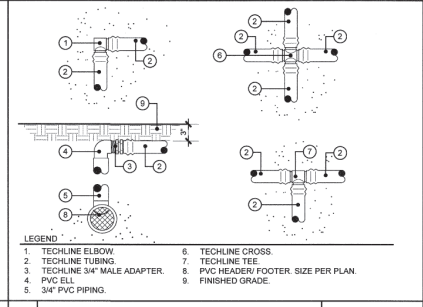 2
1
2
2
2
2
6
2
9
3"
4
3
2
2
7
2
5
2
8
LEGEND
1. TECHLINE ELBOW.
2. TECHLINE TUBING.
3. TECHLINE 3/4" MALE ADAPTER.
4. PVC ELL
5. 3/4" PVC PIPING.
6. TECHLINE CROSS.
7. TECHLINE TEE.
8. PVC HEADER/ FOOTER. SIZE PER PLAN.
9. FINISHED GRADE.